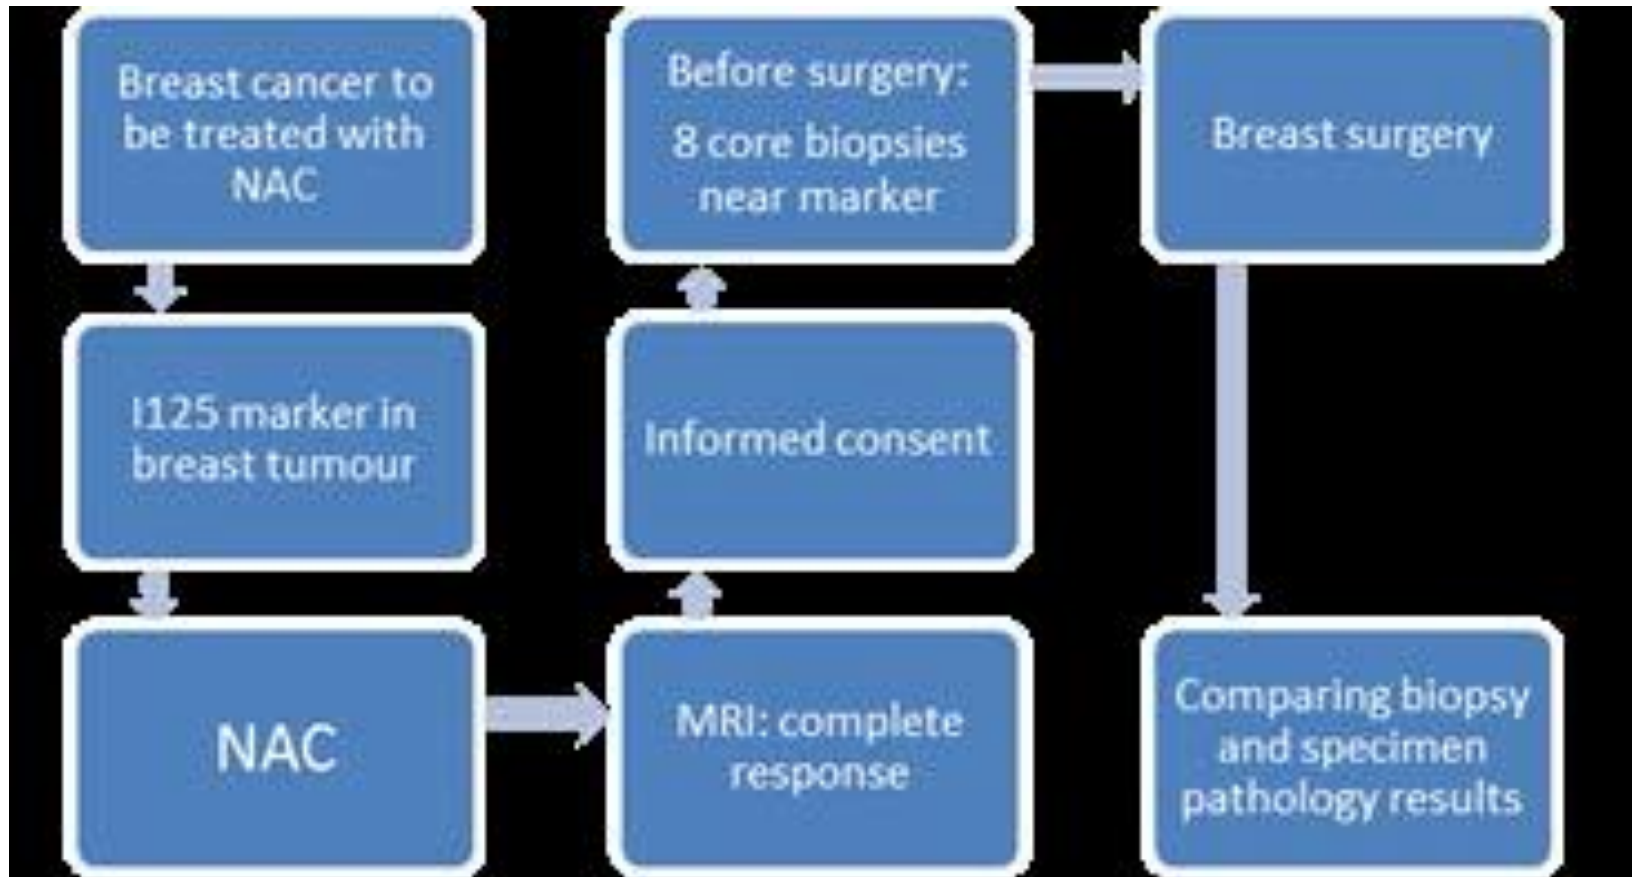 Breast cancer to
be treated with
NAC
I125 marker in
breast tumour
NAC
MRI: complete
response
Informed consent
Before surgery:
8 core biopsies
near marker
Breast surgery
Comparing biopsy
and specimen
pathology results